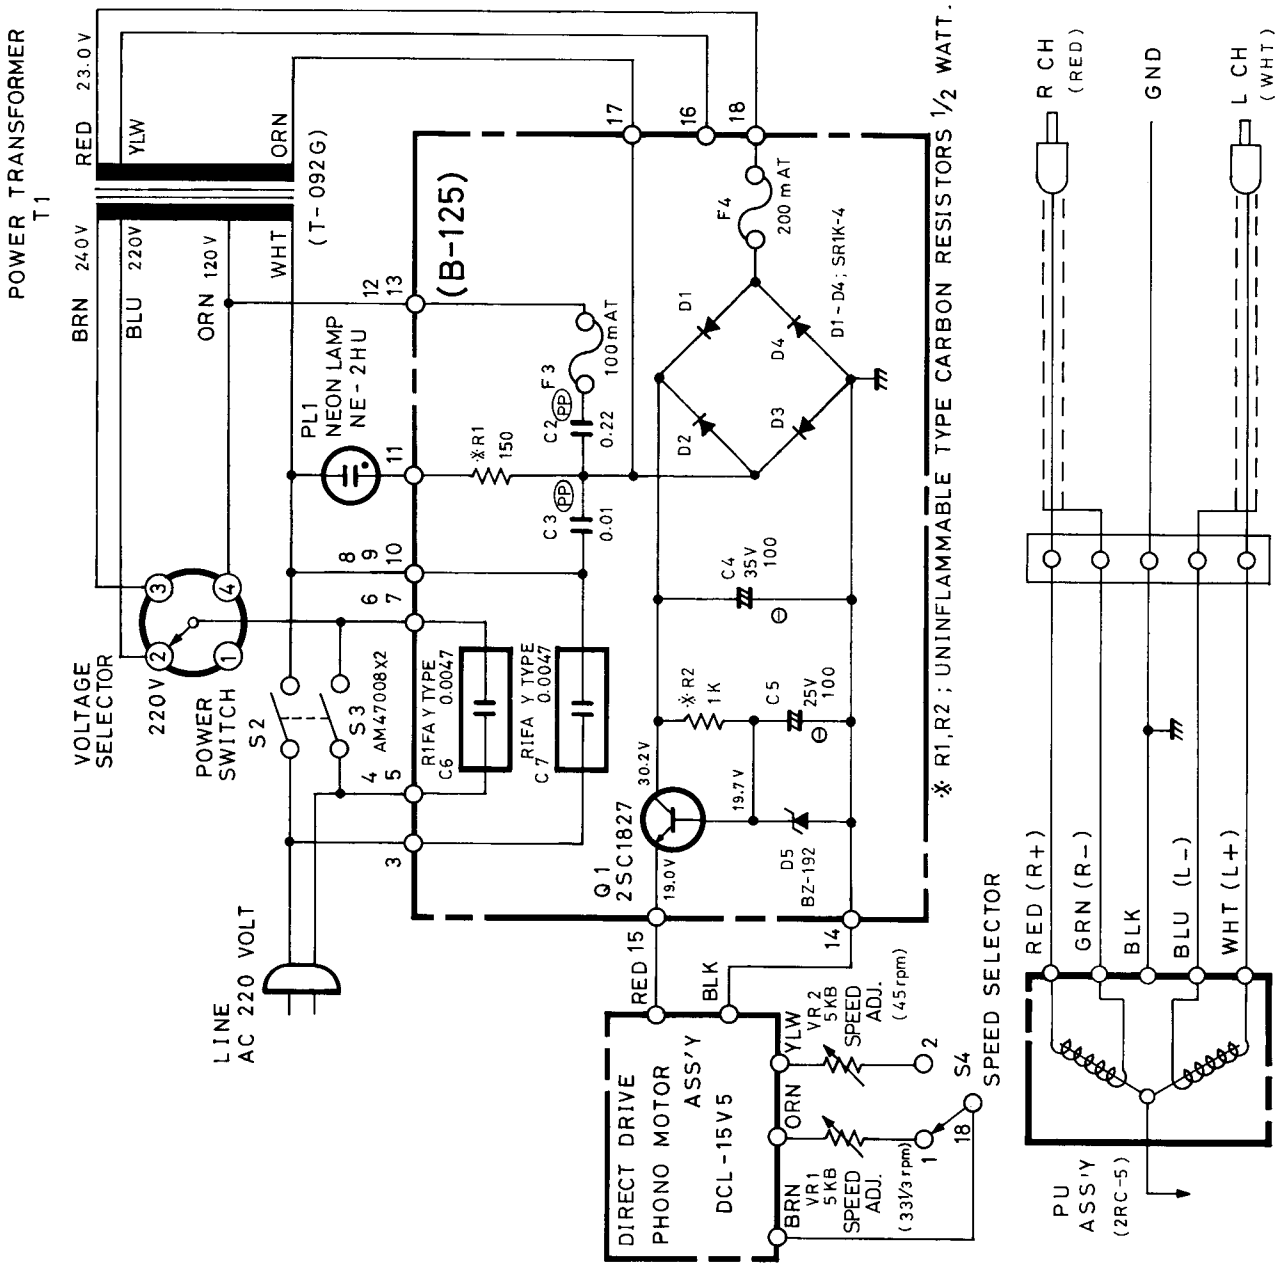 POWER TRANSFORMER
T1
RED 23.0V
YLW
ORN
(T-092G)
BRN 240V
BLU 220V
ORN 120V
WHT
12
13
17
16
18
(B-125)
PL1
NEON LAMP
NE-2HU
11
8
9
10
6
7
4
5
3
VOLTAGE
SELECTOR
220V
1
2
3
4
POWER
SWITCH
S2
S3
AM47008X2
LINE
AC 220 VOLT
F3
100mAT
C2
PP
0.22
※R1
150
C3
PP
0.01
R1FA Y TYPE
C6 0.0047
RIFA Y TYPE
C7 0.0047
F4
200mAT
D1
D2
D3
D4
D1~D4; SR1K-4
C4
35V
100
⊖
※R2
1K
C5
25V
100
⊖
30.2V
19.7V
19.0V
Q1
2SC1827
D5
BZ-192
15
14
※ R1,R2 ; UNINFLAMMABLE TYPE CARBON RESISTORS 1/2 WATT.
RED
BLK
DIRECT DRIVE
PHONO MOTOR
ASS'Y
DCL-15V5
YLW
ORN
BRN
VR2
5KB
SPEED
ADJ.
(45rpm)
VR1
5KB
SPEED
ADJ.
(33 1/3 rpm)
2
1
18
S4
SPEED SELECTOR
R CH
(RED)
GND
L CH
(WHT)
RED (R+)
GRN (R-)
BLK
BLU (L-)
WHT (L+)
PU
ASS'Y
(2RC-5)